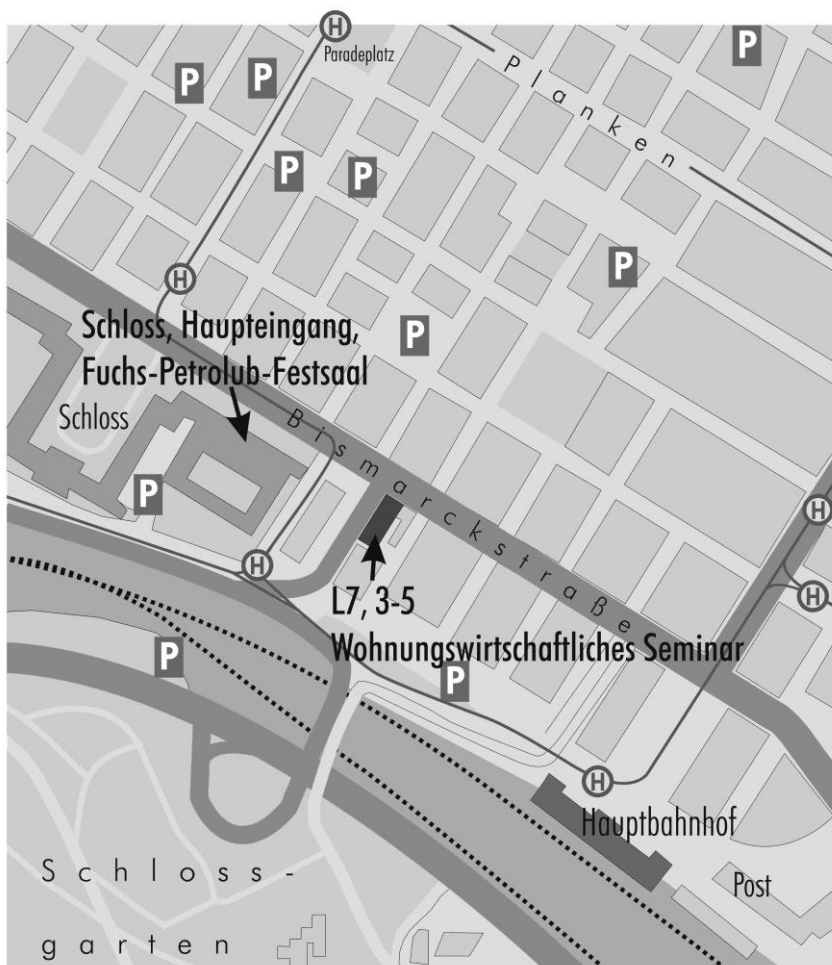 H
Paradeplatz
P
P
P
Planken
P
P
H
P
Schloss, Haupteingang,
Fuchs-Petrolub-Festsaal
P
Schloss
Bismarckstraße
P
H
H
H
L7, 3-5
Wohnungswirtschaftliches Seminar
P
P
H
Hauptbahnhof
Schloss-
garten
Post